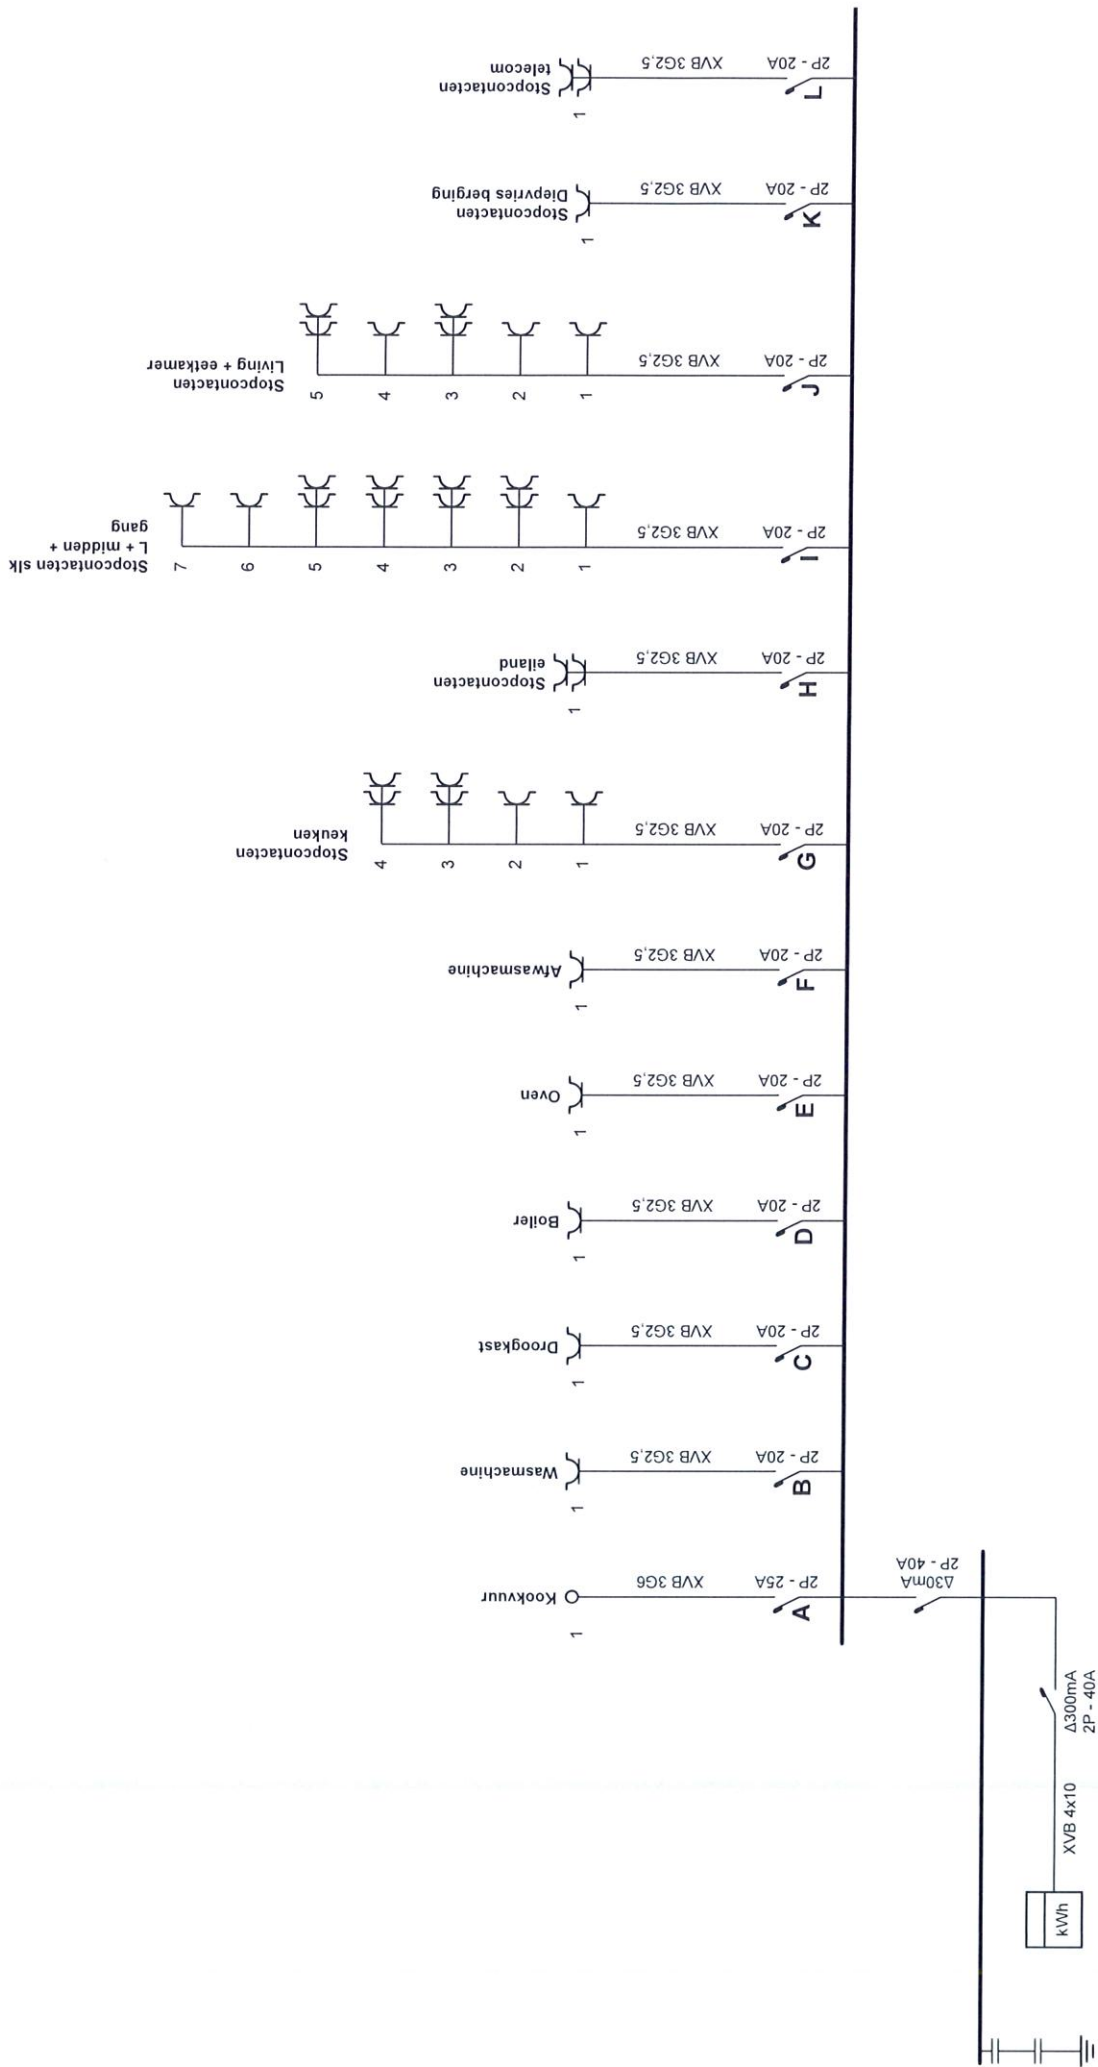 Stopcontacten
telecom
1
XVB 3G2,5
2P - 20A
L
Stopcontacten
Diepvries berging
1
XVB 3G2,5
2P - 20A
K
Stopcontacten
Living + eetkamer
5
4
3
2
1
XVB 3G2,5
2P - 20A
J
Stopcontacten slk
L + midden +
gang
7
6
5
4
3
2
1
XVB 3G2,5
2P - 20A
I
Stopcontacten
eiland
1
XVB 3G2,5
2P - 20A
H
Stopcontacten
keuken
4
3
2
1
XVB 3G2,5
2P - 20A
G
Afwasmachine
1
XVB 3G2,5
2P - 20A
F
Oven
1
XVB 3G2,5
2P - 20A
E
Boiler
1
XVB 3G2,5
2P - 20A
D
Droogkast
1
XVB 3G2,5
2P - 20A
C
Wasmachine
1
XVB 3G2,5
2P - 20A
B
Kookvuur
1
XVB 3G6
2P - 25A
A
Δ30mA
2P - 40A
Δ300mA
2P - 40A
XVB 4x10
kWh